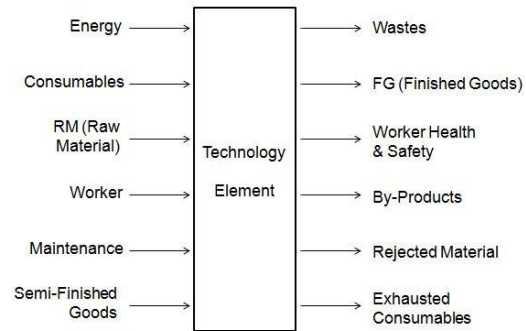 Energy
Consumables
RM (Raw
Material)
Worker
Maintenance
Semi-Finished
Goods
Technology
Element
Wastes
FG (Finished Goods)
Worker Health
& Safety
By-Products
Rejected Material
Exhausted
Consumables